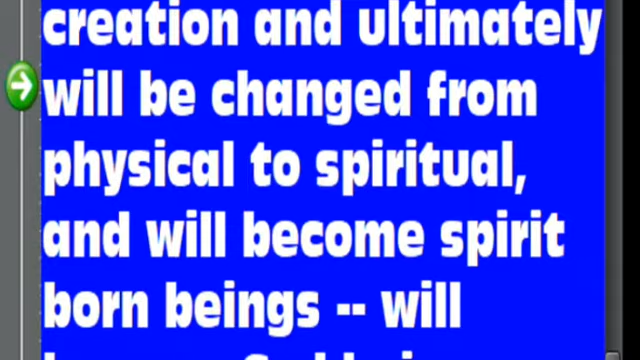 creation and ultimately
will be changed from
physical to spiritual,
and will become spirit
born beings -- will